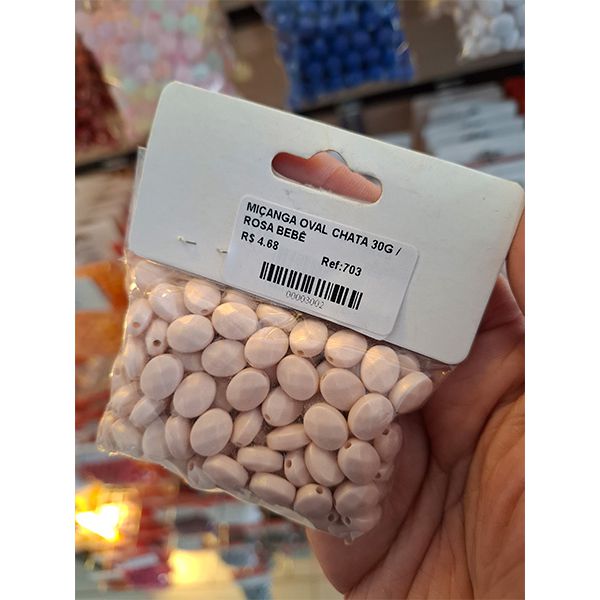 MIÇANGA OVAL CHATA 30G /
ROSA BEBÊ
R$ 4.68
Ref:703
00003002